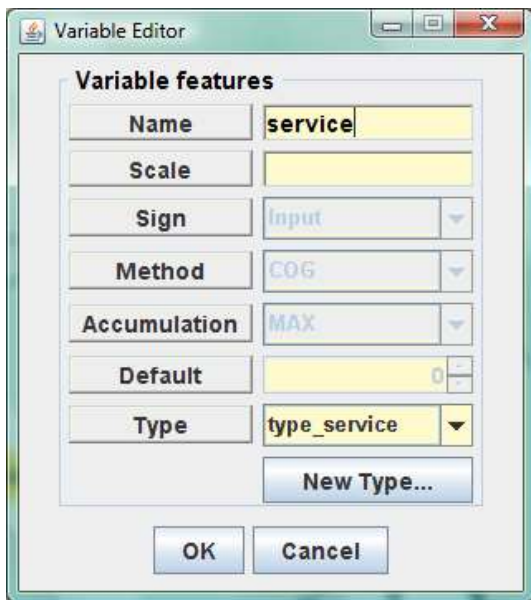 Variable Editor
Variable features
Name service
Scale
Sign Input
Method COG
Accumulation MAX
Default 0
Type type_service
New Type...
OK Cancel